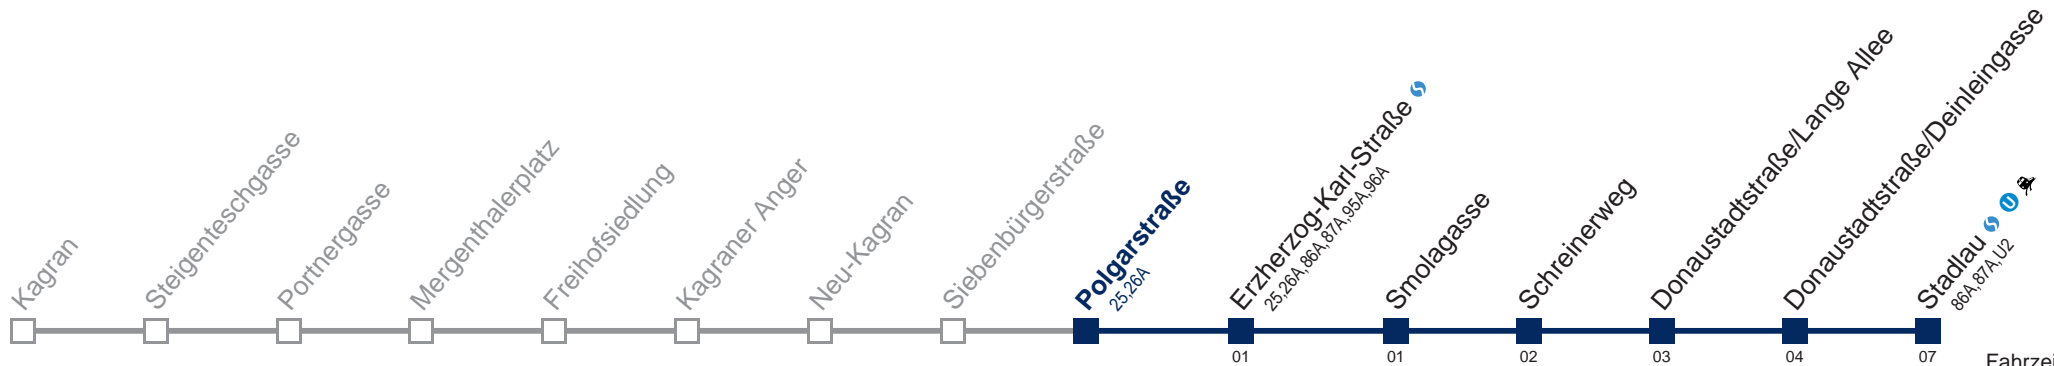 Kagran
Steigenteschgasse
Portnergasse
Mergenthalerplatz
Freihofsiedlung
Kagraner Anger
Neu-Kagran
Siebenbürgerstraße
Polgarstraße
25,26A
Erzherzog-Karl-Straße
25,26A,86A,87A,95A,96A
01
Smolagasse
01
Schreinerweg
02
Donaustadtstraße/Lange Allee
03
Donaustadtstraße/Deinleingasse
04
Stadlau U
86A,87A,U2
07
Fahrzei